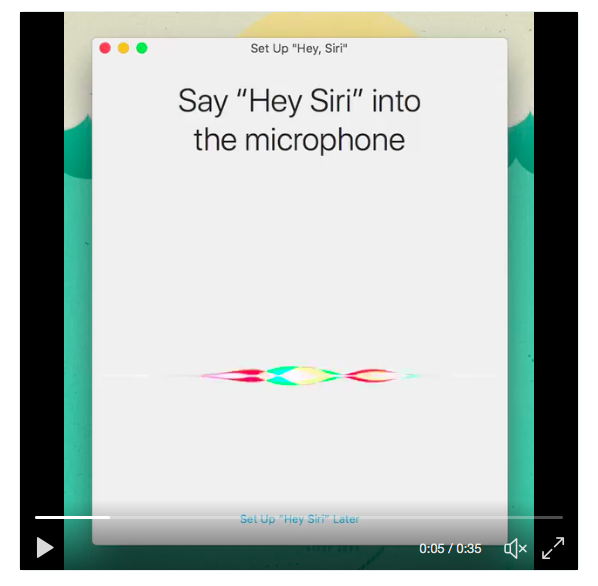 Set Up "Hey, Siri"
Say “Hey Siri” into
the microphone
Set Up "Hey Siri" Later
0:05 / 0:35